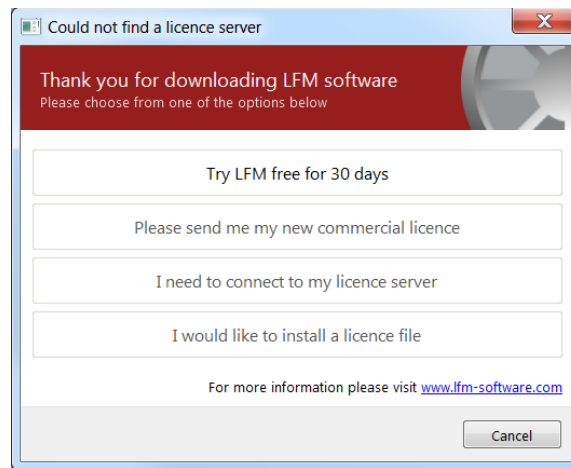 Could not find a licence server
Thank you for downloading LFM software
Please choose from one of the options below
Try LFM free for 30 days
Please send me my new commercial licence
I need to connect to my licence server
I would like to install a licence file
For more information please visit www.lfm-software.com
Cancel